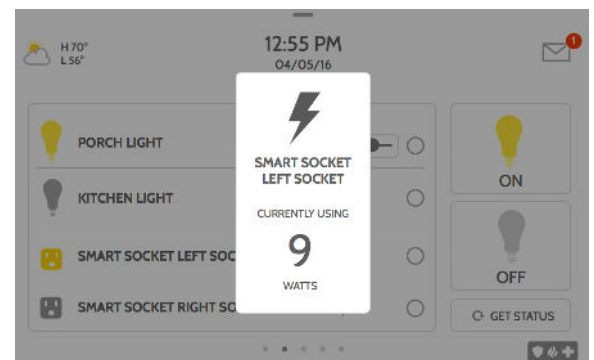 H 70°
L 56°
12:55 PM
04/05/16
1
PORCH LIGHT
KITCHEN LIGHT
SMART SOCKET LEFT SOC
SMART SOCKET RIGHT SO
SMART SOCKET
LEFT SOCKET
CURRENTLY USING
9
WATTS
ON
OFF
GET STATUS